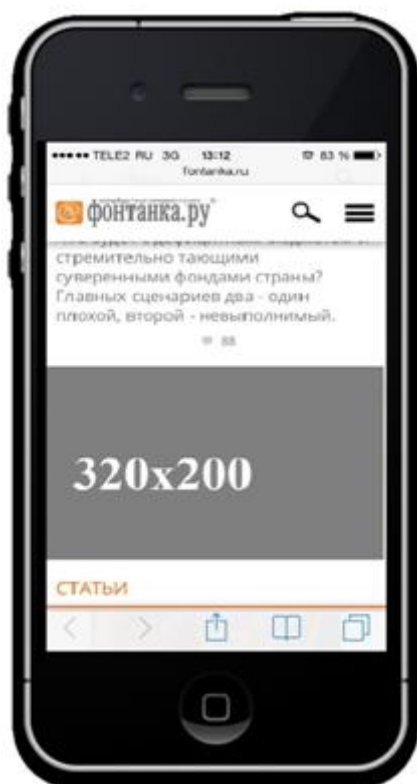 TELE2 RU 3G 13:12 83 %
fontanka.ru
фонтанка.ру
стремительно тающими
суверенными фондами страны?
Главных сценариев два - один
плохой, второй - невыполнимый.
88
320x200
СТАТЬИ